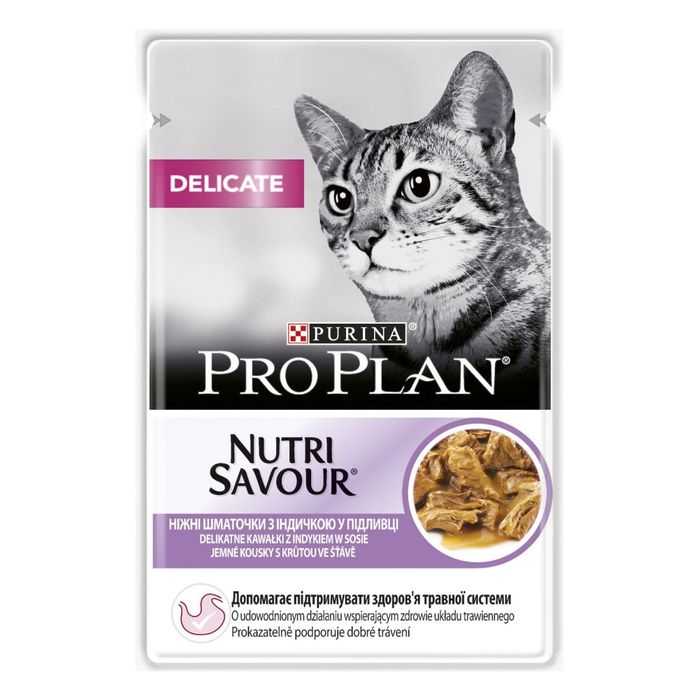 DELICATE
PURINA®
PRO PLAN®
NUTRI
SAVOUR®
НІЖНІ ШМАТОЧКИ З ІНДИЧКОЮ У ПІДЛИВЦІ
DELIKATNE KAWAŁKI Z INDYKIEM W SOSIE
JEMNÉ KOUSKY S KRŮTOU VE ŠŤÁVĚ
Допомагає підтримувати здоров'я травної системи
O udowodnionym działaniu wspierającym zdrowie układu trawiennego
Prokazatelně podporuje dobré trávení